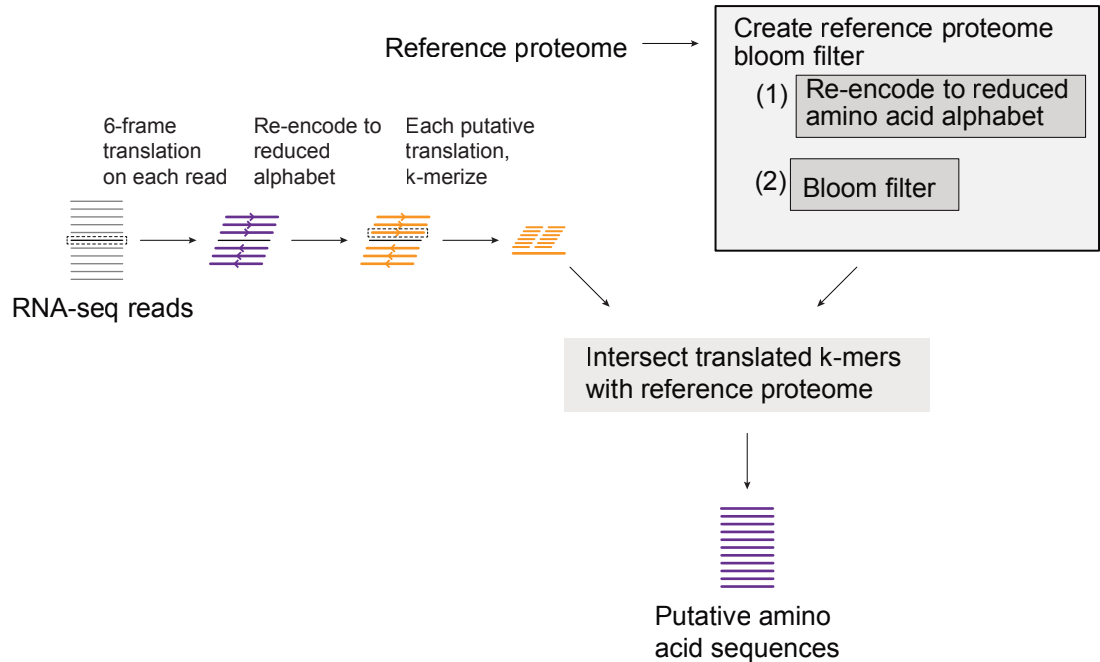 Reference proteome
Create reference proteome
bloom filter
(1)
Re-encode to reduced
amino acid alphabet
(2)
Bloom filter
6-frame
translation
on each read
Re-encode to
reduced
alphabet
Each putative
translation,
k-merize
RNA-seq reads
Intersect translated k-mers
with reference proteome
Putative amino
acid sequences